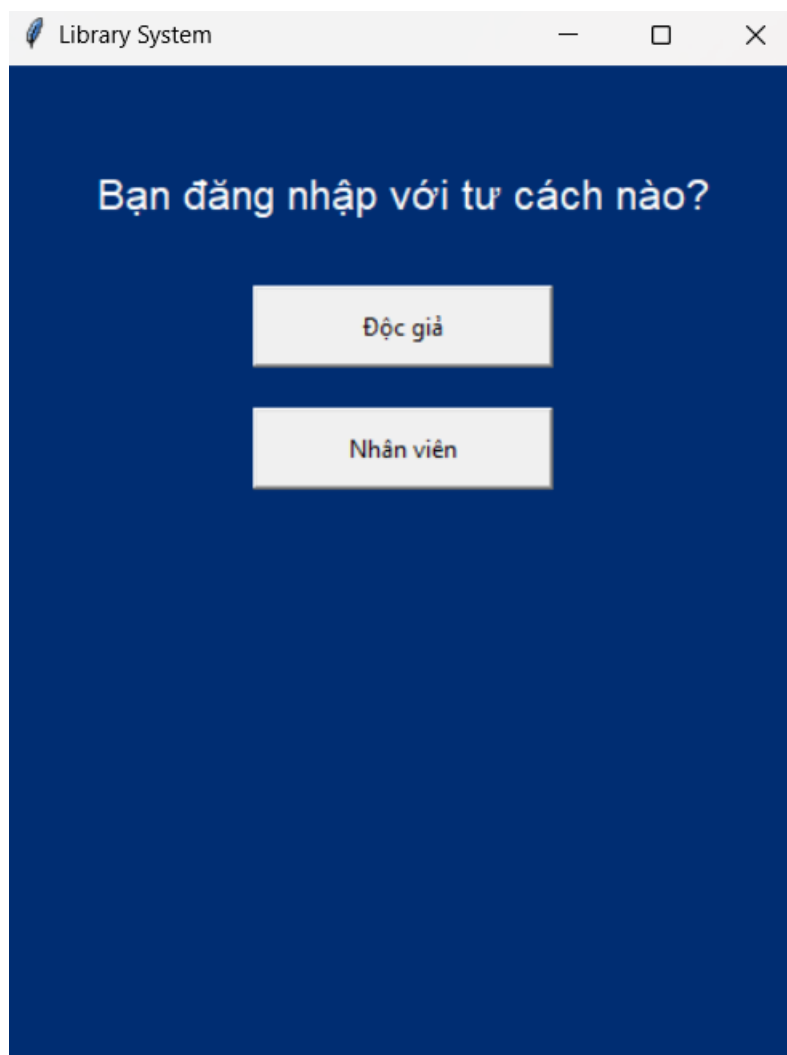 Library System
Bạn đăng nhập với tư cách nào?
Độc giả
Nhân viên